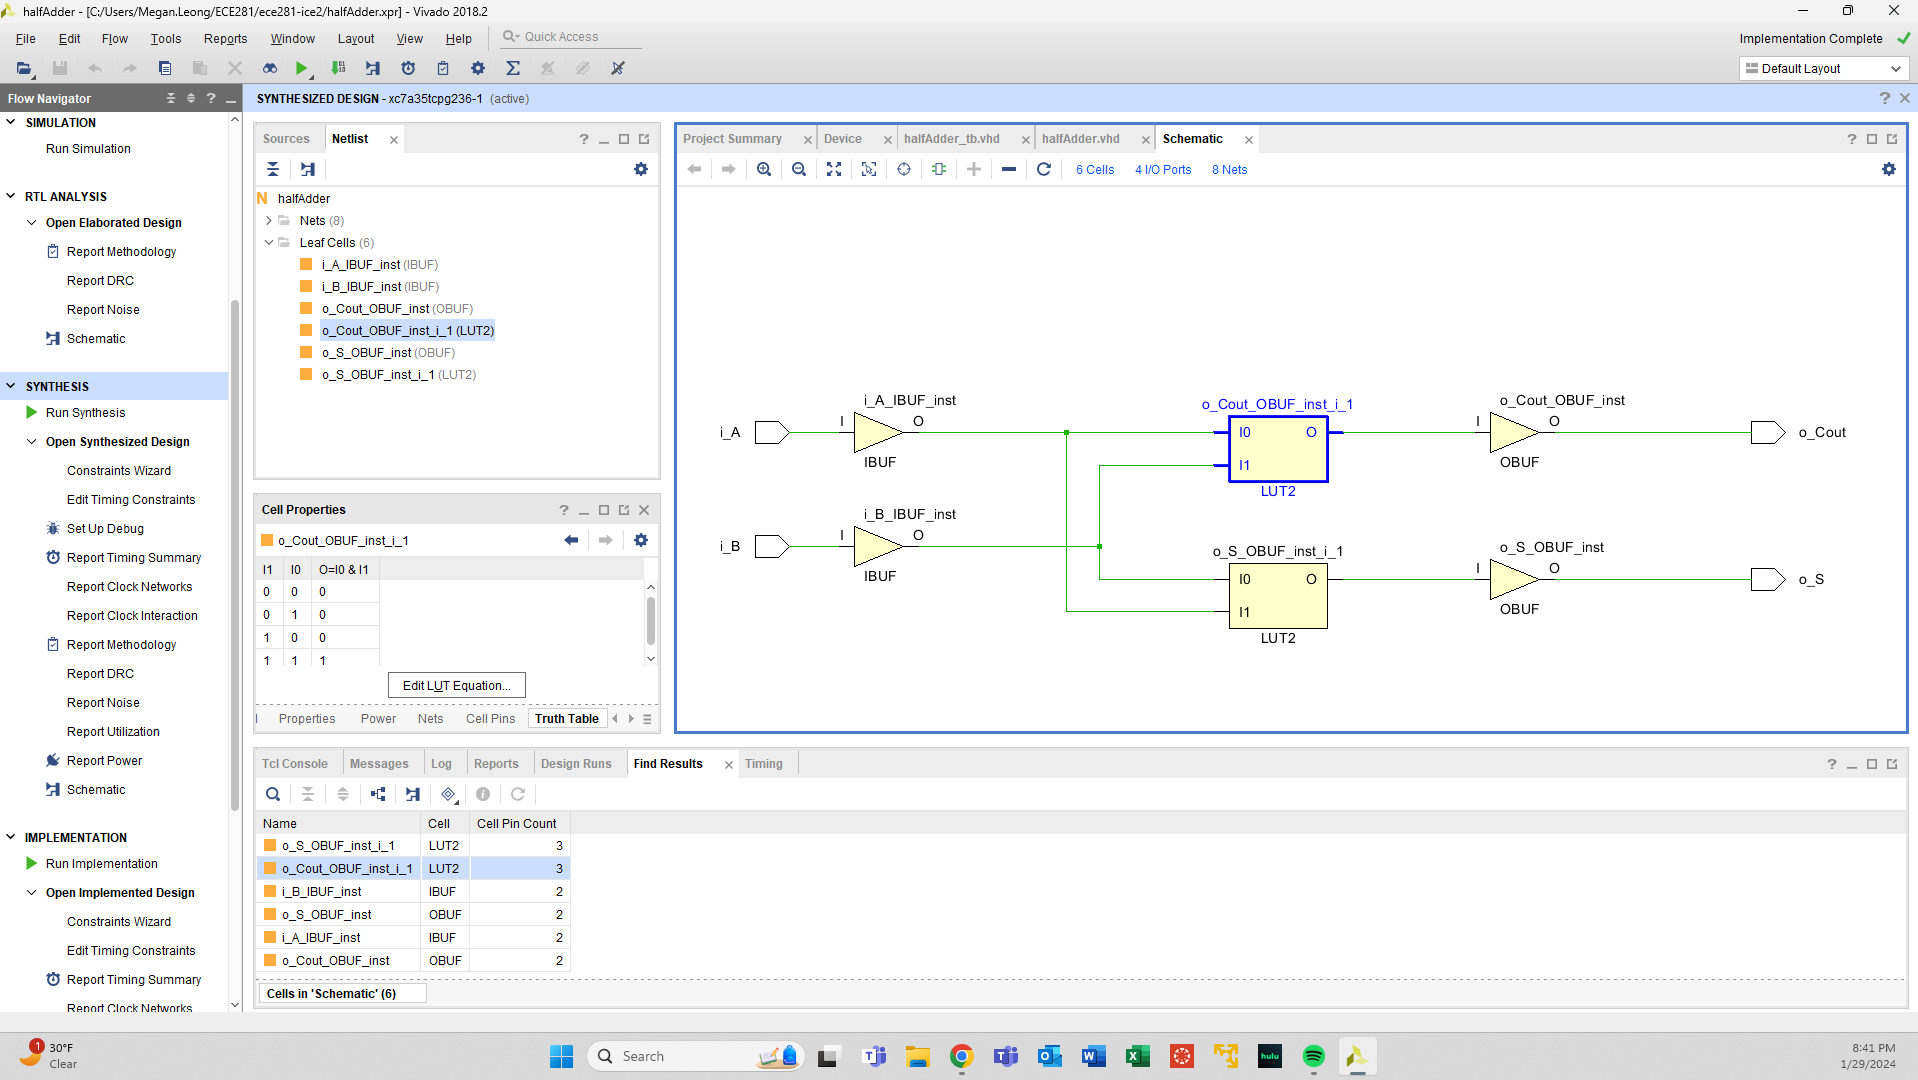 halfAdder - [C:/Users/Megan.Leong/ECE281/ece281-ice2/halfAdder.xpr] - Vivado 2018.2
File Edit Flow Tools Reports Window Layout View Help Quick Access
Implementation Complete
Default Layout
Flow Navigator
SIMULATION
Run Simulation
RTL ANALYSIS
Open Elaborated Design
Report Methodology
Report DRC
Report Noise
Schematic
SYNTHESIS
Run Synthesis
Open Synthesized Design
Constraints Wizard
Edit Timing Constraints
Set Up Debug
Report Timing Summary
Report Clock Networks
Report Clock Interaction
Report Methodology
Report DRC
Report Noise
Report Utilization
Report Power
Schematic
IMPLEMENTATION
Run Implementation
Open Implemented Design
Constraints Wizard
Edit Timing Constraints
Report Timing Summary
Report Clock Networks
SYNTHESIZED DESIGN - xc7a35tcpg236-1 (active)
Sources Netlist
halfAdder
Nets (8)
Leaf Cells (6)
i_A_IBUF_inst (IBUF)
i_B_IBUF_inst (IBUF)
o_Cout_OBUF_inst (OBUF)
o_Cout_OBUF_inst_i_1 (LUT2)
o_S_OBUF_inst (OBUF)
o_S_OBUF_inst_i_1 (LUT2)
Cell Properties
o_Cout_OBUF_inst_i_1
I1 I0 O=I0 & I1
0 0 0
0 1 0
1 0 0
1 1 1
Edit LUT Equation...
Properties Power Nets Cell Pins Truth Table
Project Summary Device halfAdder_tb.vhd halfAdder.vhd Schematic
6 Cells 4 I/O Ports 8 Nets
i_A
i_A_IBUF_inst
I O
IBUF
i_B
i_B_IBUF_inst
I O
IBUF
o_Cout_OBUF_inst_i_1
I0 O
I1
LUT2
o_S_OBUF_inst_i_1
I0 O
I1
LUT2
o_Cout_OBUF_inst
I O
OBUF
o_Cout
o_S_OBUF_inst
I O
OBUF
o_S
Tcl Console Messages Log Reports Design Runs Find Results Timing
Name Cell Cell Pin Count
o_S_OBUF_inst_i_1 LUT2 3
o_Cout_OBUF_inst_i_1 LUT2 3
i_B_IBUF_inst IBUF 2
o_S_OBUF_inst OBUF 2
i_A_IBUF_inst IBUF 2
o_Cout_OBUF_inst OBUF 2
Cells in 'Schematic' (6)
1
30°F
Clear
Search
hulu
8:41 PM
1/29/2024